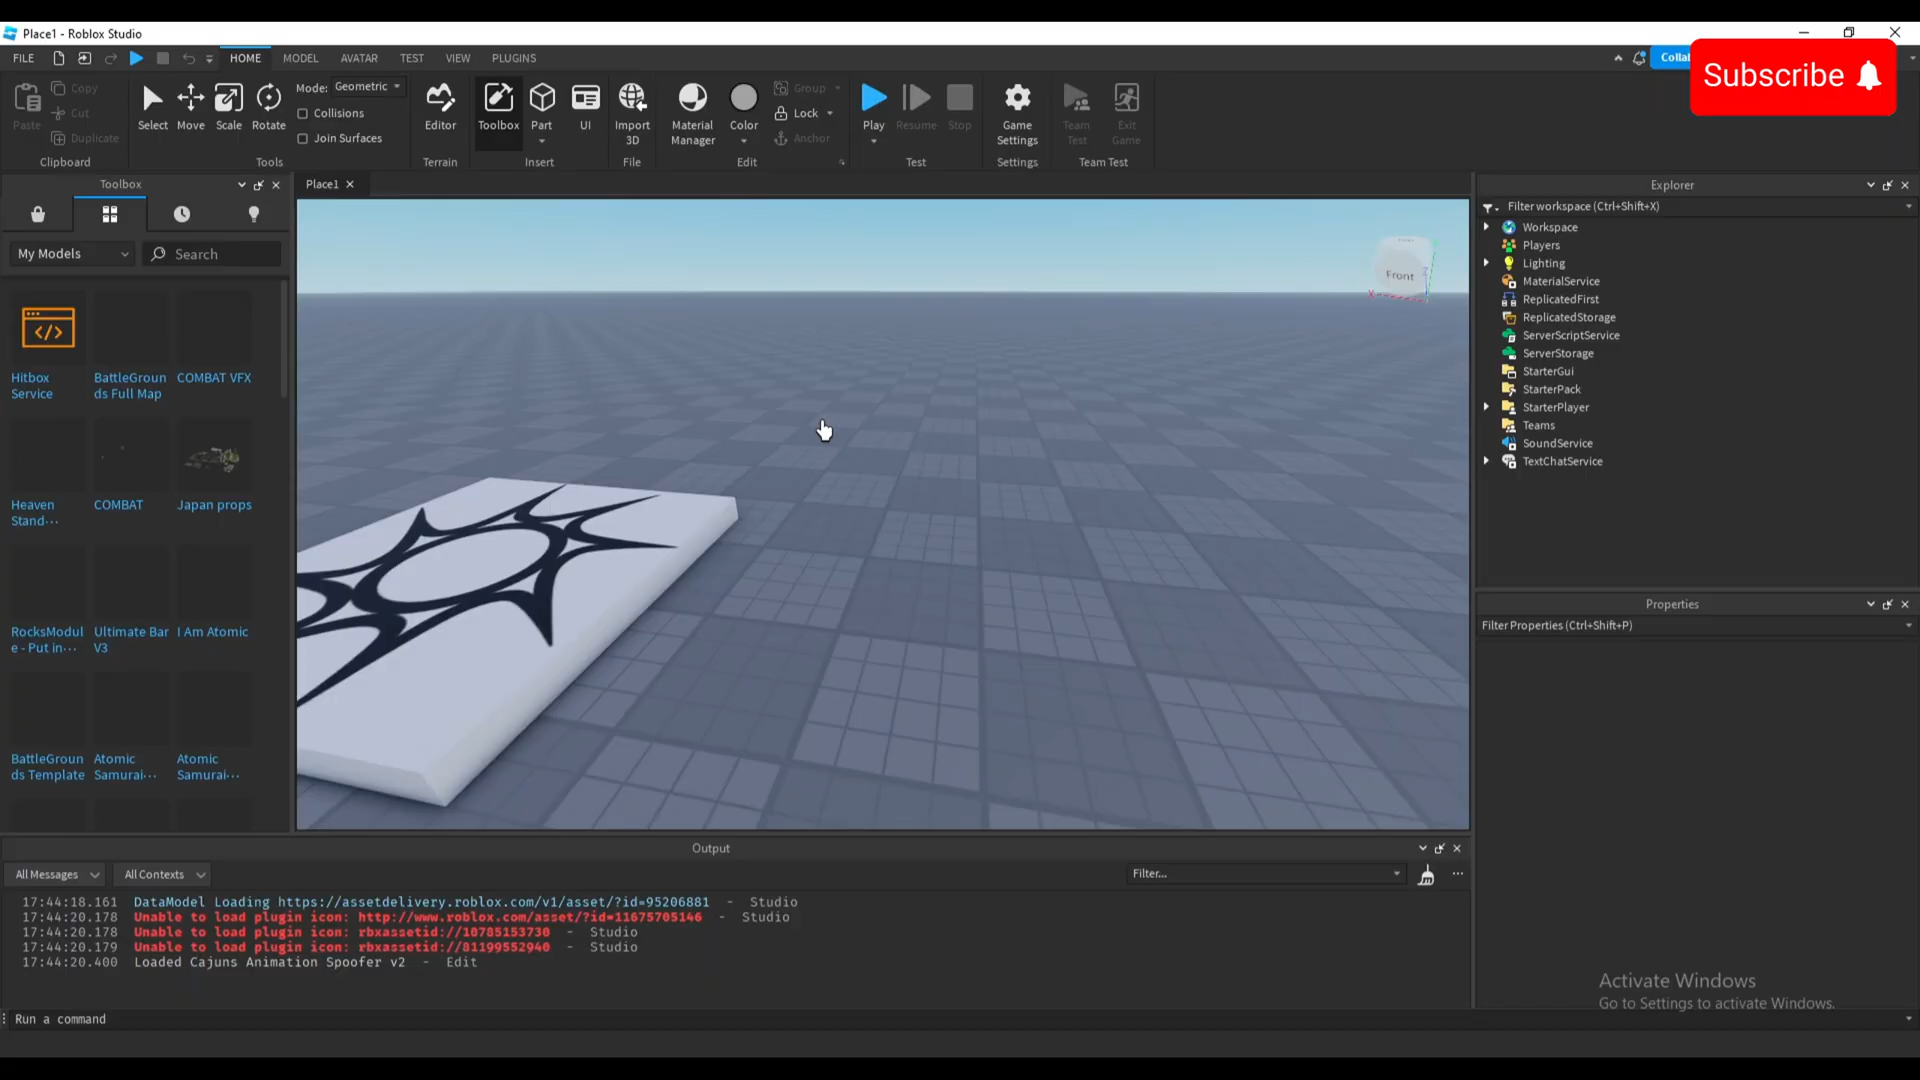 Place1 - Roblox Studio
FILE HOME MODEL AVATAR TEST VIEW PLUGINS
Collab
Subscribe
Paste
Copy
Cut
Duplicate
Clipboard
Select Move Scale Rotate
Mode: Geometric
Collisions
Join Surfaces
Tools
Editor
Terrain
Toolbox Part UI
Insert
Import
3D
File
Material
Manager
Color
Group
Lock
Anchor
Edit
Play Resume Stop
Test
Game
Settings
Settings
Team
Test
Exit
Game
Team Test
Toolbox
My Models
Search
Hitbox
Service
BattleGroun
ds Full Map
COMBAT VFX
Heaven
Stand···
COMBAT
Japan props
RocksModul
e - Put in···
Ultimate Bar
V3
I Am Atomic
BattleGroun
ds Template
Atomic
Samurai···
Atomic
Samurai···
Place1
Front
X
Z
Explorer
Filter workspace (Ctrl+Shift+X)
Workspace
Players
Lighting
MaterialService
ReplicatedFirst
ReplicatedStorage
ServerScriptService
ServerStorage
StarterGui
StarterPack
StarterPlayer
Teams
SoundService
TextChatService
Properties
Filter Properties (Ctrl+Shift+P)
Output
All Messages All Contexts Filter...
17:44:18.161 DataModel Loading https://assetdelivery.roblox.com/v1/asset/?id=95206881 - Studio
17:44:20.178 Unable to load plugin icon: http://www.roblox.com/asset/?id=11675705146 - Studio
17:44:20.178 Unable to load plugin icon: rbxassetid://10785153730 - Studio
17:44:20.179 Unable to load plugin icon: rbxassetid://81199552940 - Studio
17:44:20.400 Loaded Cajuns Animation Spoofer v2 - Edit
Run a command
Activate Windows
Go to Settings to activate Windows.